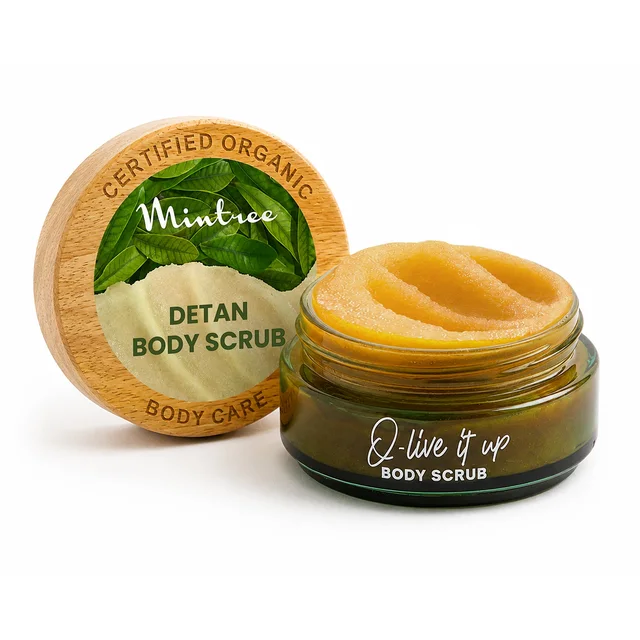 CERTIFIED ORGANIC
Mintree
DETAN
BODY SCRUB
BODY CARE
Q-live it up
BODY SCRUB